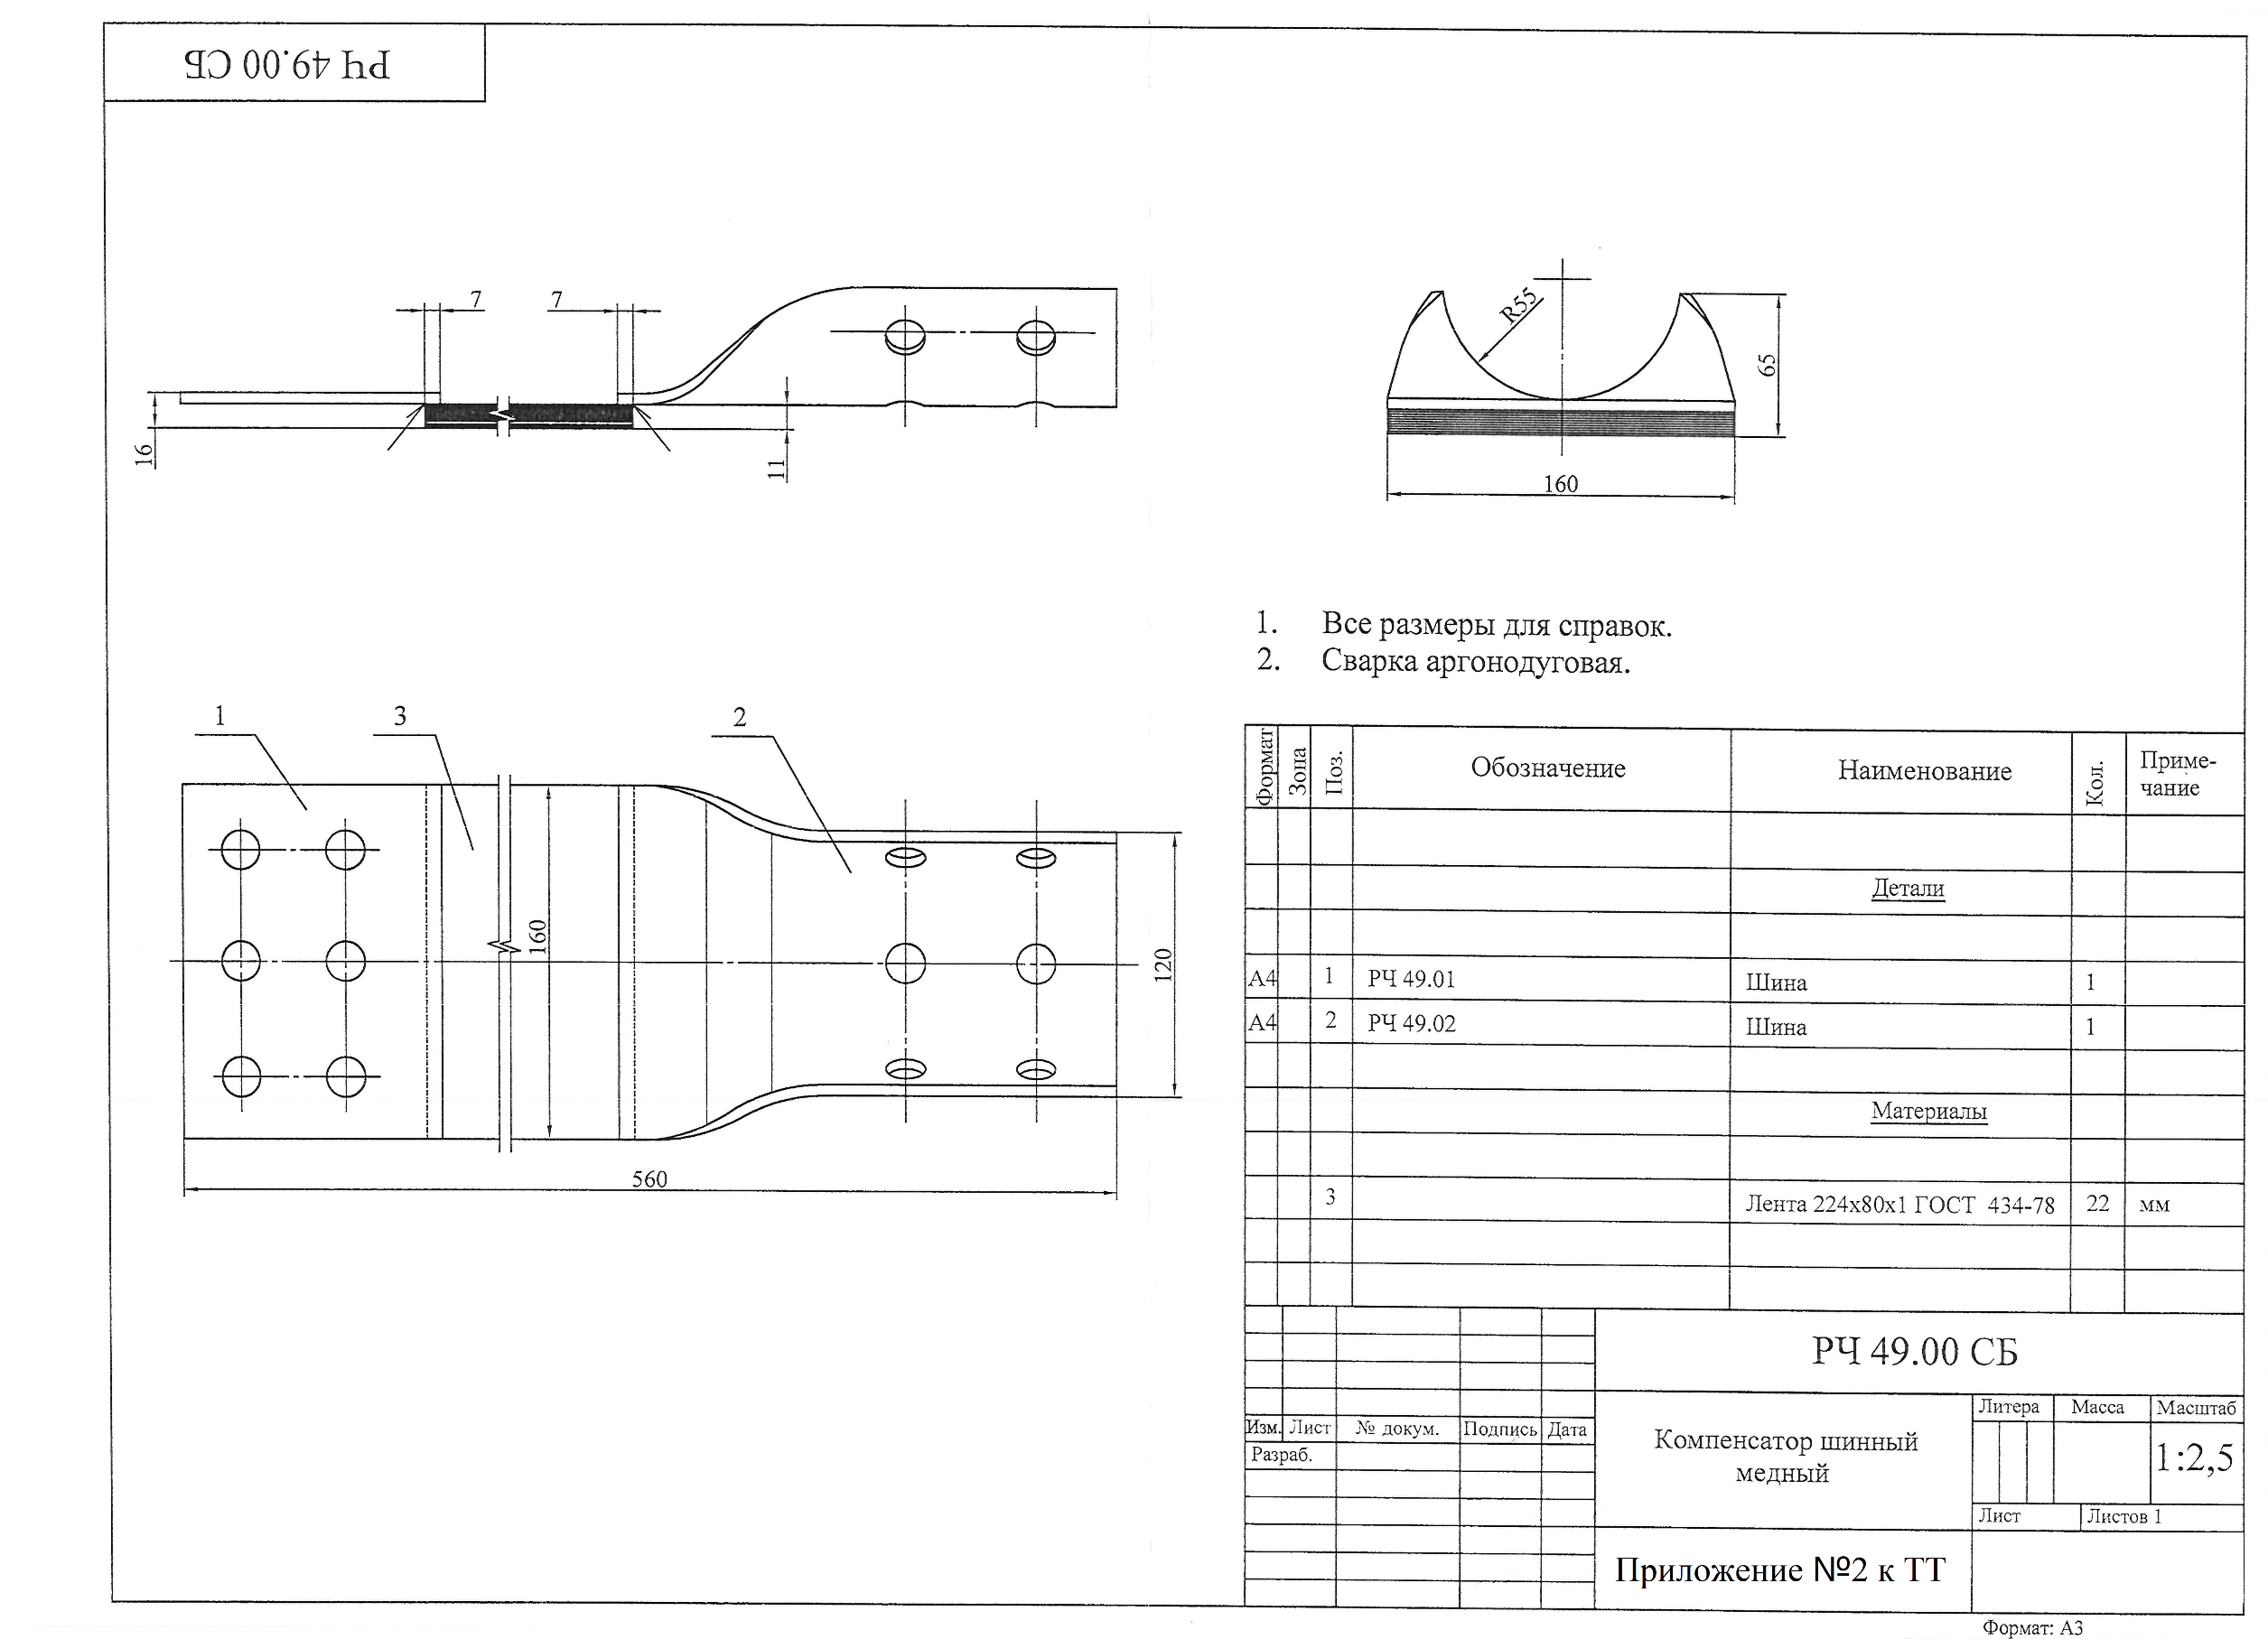 РЧ 49.00 СБ
7
7
16
11
R55
65
160
1. Все размеры для справок.
2. Сварка аргонодуговая.
1
3
2
160
120
560
Формат Зона Поз. Обозначение Наименование Кол. Приме-
чание
Детали
А4 1 РЧ 49.01 Шина 1
А4 2 РЧ 49.02 Шина 1
Материалы
3 Лента 224х80х1 ГОСТ 434-78 22 мм
РЧ 49.00 СБ
Изм. Лист № докум. Подпись Дата
Разраб.
Компенсатор шинный
медный
Литера Масса Масштаб
1:2,5
Лист Листов 1
Приложение №2 к ТТ
Формат: А3